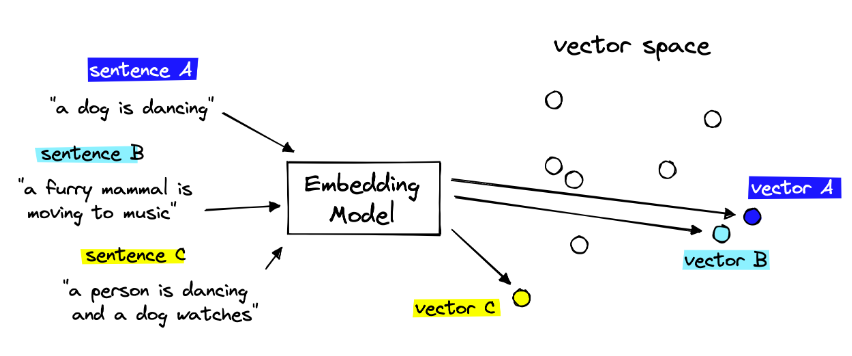 vector space
sentence A
"a dog is dancing"
sentence B
"a furry mammal is
moving to music"
sentence C
"a person is dancing
and a dog watches"
Embedding
Model
vector A
vector B
vector C